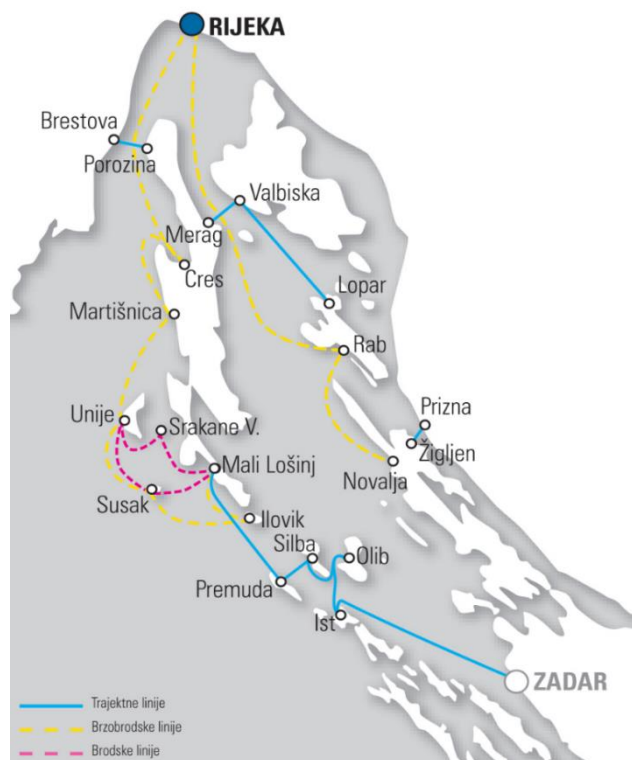 RIJEKA
Brestova
Porozina
Valbiska
Merag
Cres
Lopar
Martišnica
Rab
Prizna
Unije
Srakane V.
Žigljen
Mali Lošinj
Novalja
Susak
Ilovik
Silba
Olib
Premuda
Ist
ZADAR
Trajektne linije
Brzobrodske linije
Brodske linije